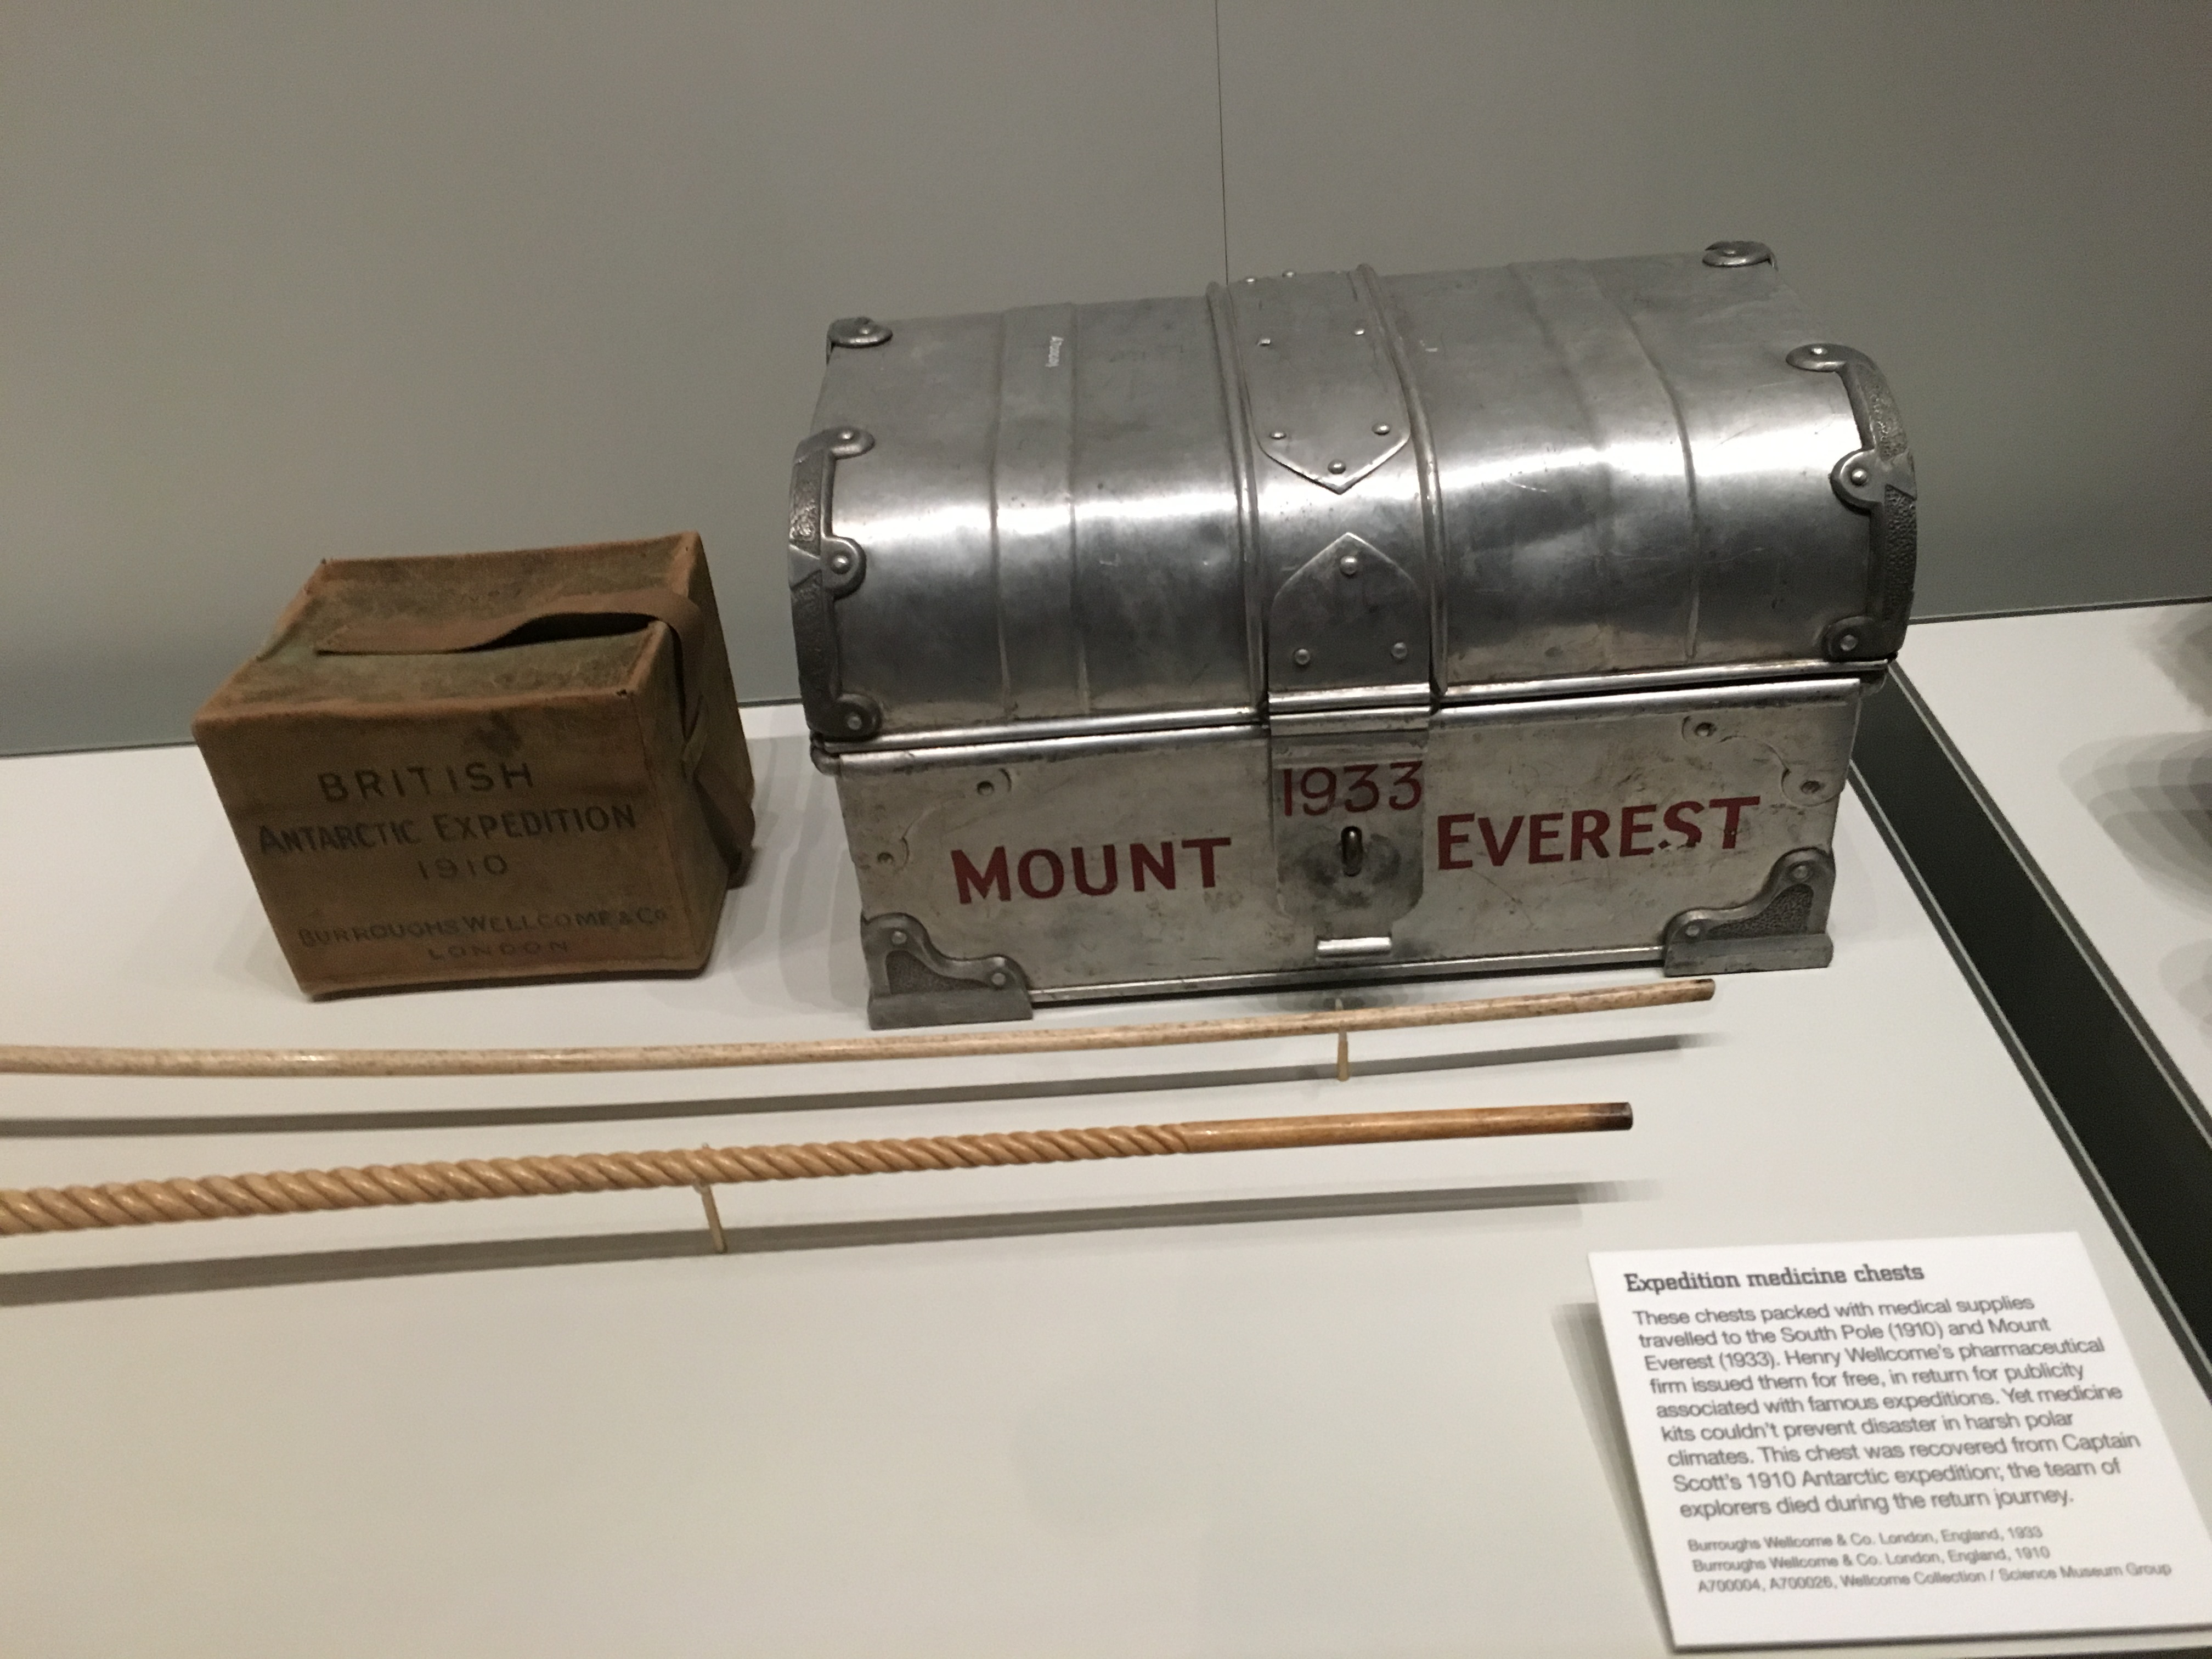 BRITISH
ANTARCTIC EXPEDITION
1910
BURROUGHS WELLCOME & CO
LONDON
1933
MOUNT EVEREST
Expedition medicine chests
These chests packed with medical supplies
travelled to the South Pole (1910) and Mount
Everest (1933). Henry Wellcome's pharmaceutical
firm issued them for free, in return for publicity
associated with famous expeditions. Yet medicine
kits couldn't prevent disaster in harsh polar
climates. This chest was recovered from Captain
Scott's 1910 Antarctic expedition; the team of
explorers died during the return journey.
Burroughs Wellcome & Co. London, England, 1933
Burroughs Wellcome & Co. London, England, 1910
A700004, A700026, Wellcome Collection / Science Museum Group